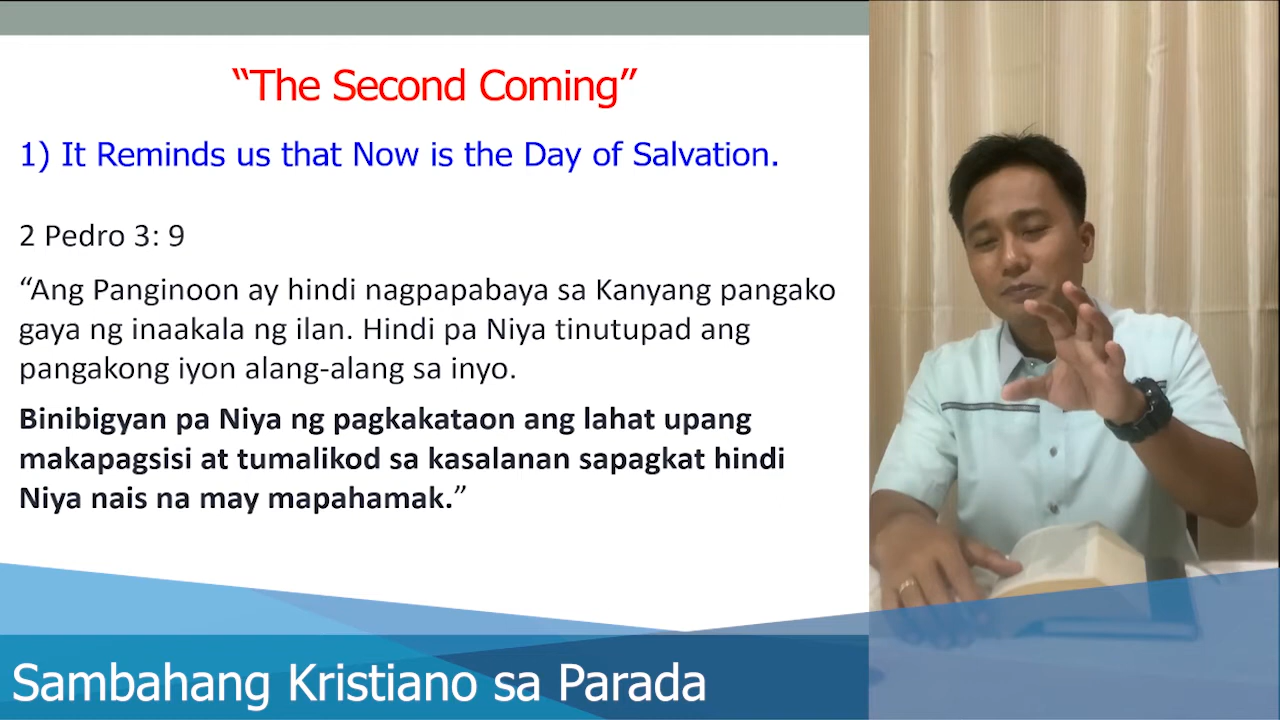 “The Second Coming”
1) It Reminds us that Now is the Day of Salvation.
2 Pedro 3: 9
“Ang Panginoon ay hindi nagpapabaya sa Kanyang pangako
gaya ng inaakala ng ilan. Hindi pa Niya tinutupad ang
pangakong iyon alang-alang sa inyo.
Binibigyan pa Niya ng pagkakataon ang lahat upang
makapagsisi at tumalikod sa kasalanan sapagkat hindi
Niya nais na may mapahamak.”
Sambahang Kristiano sa Parada